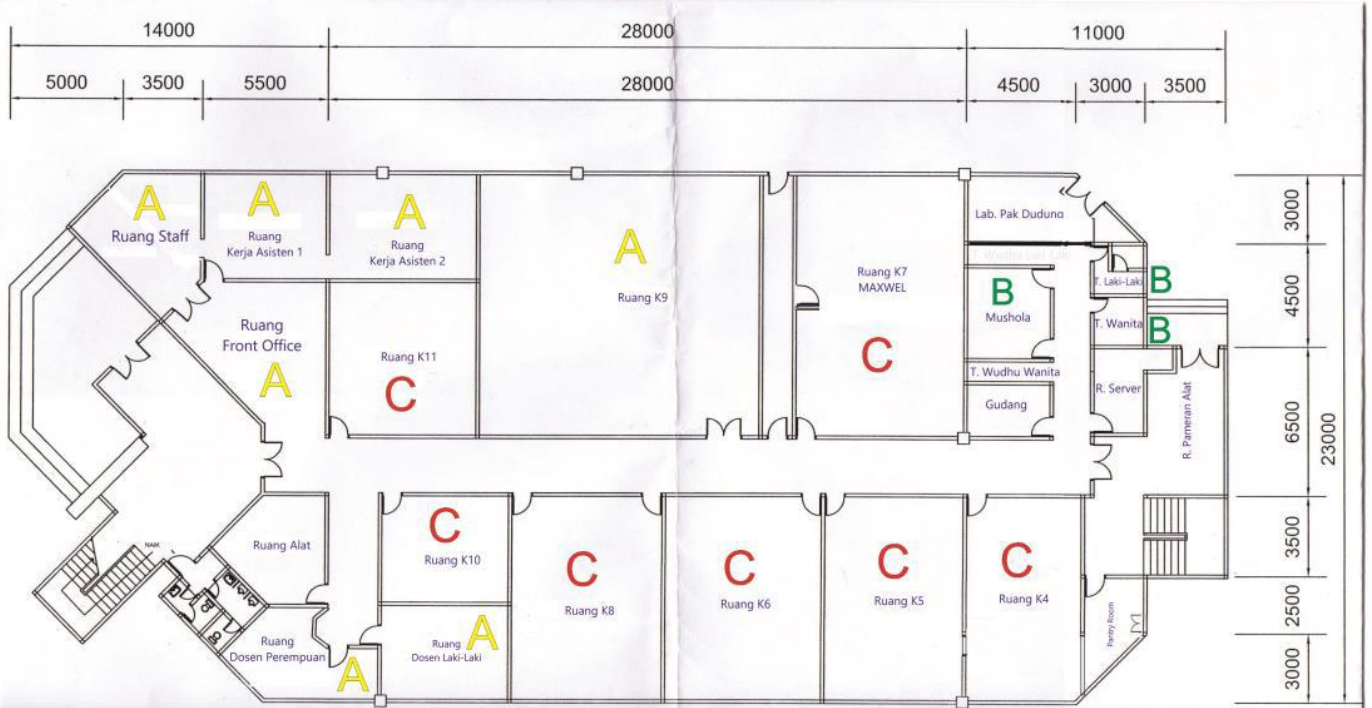 14000
28000
11000
5000
3500
5500
28000
4500
3000
3500
A
Ruang Staff
A
Ruang
Kerja Asisten 1
A
Ruang
Kerja Asisten 2
A
Ruang K9
Ruang K7
MAXWEL
C
Lab. Pak Dudung
B
Mushola
T. Laki-Laki
B
T. Wanita
B
T. Wudhu Wanita
Gudang
R. Server
R. Pameran Alat
Ruang
Front Office
A
Ruang K11
C
3000
4500
6500
23000
3500
2500
3000
NAIK
Ruang Alat
C
Ruang K10
C
Ruang K8
C
Ruang K6
C
Ruang K5
C
Ruang K4
Pantry Room
Ruang
Dosen Perempuan
A
Ruang
Dosen Laki-Laki
A